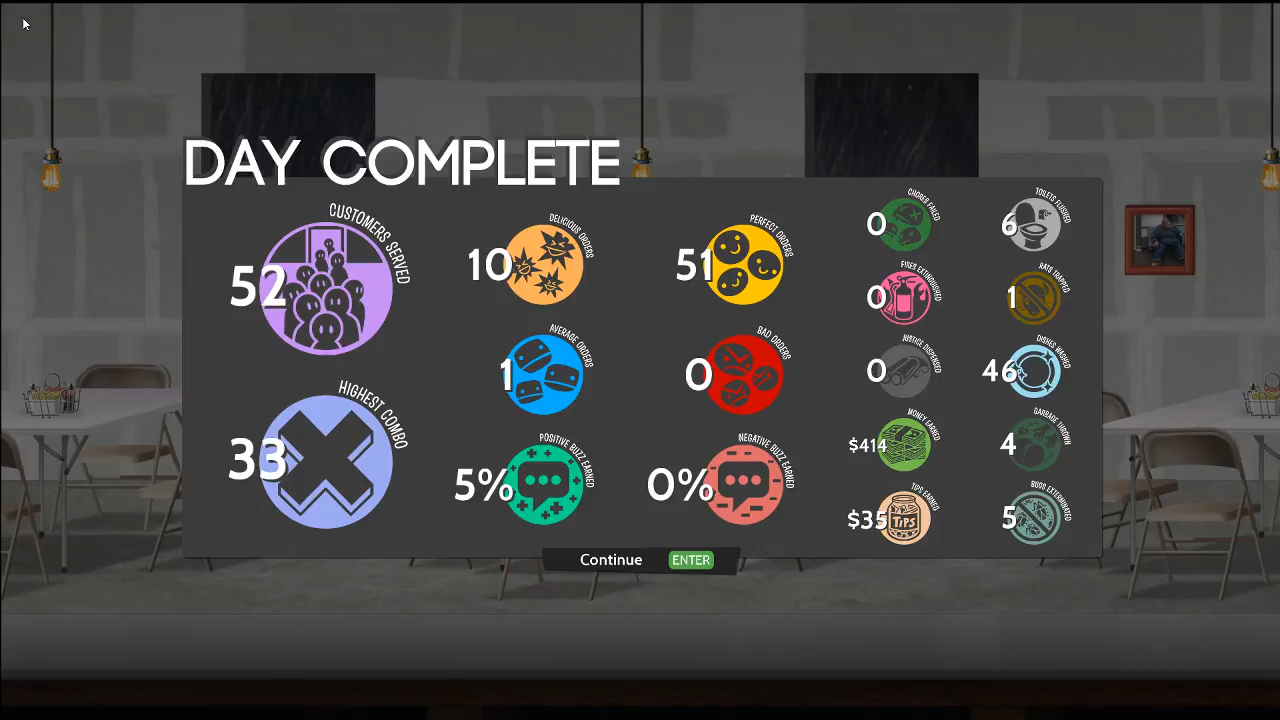 DAY COMPLETE
CUSTOMERS SERVED
52
HIGHEST COMBO
33
DELICIOUS ORDERS
10
PERFECT ORDERS
51
AVERAGE ORDERS
1
BAD ORDERS
0
POSITIVE BUZZ EARNED
5%
NEGATIVE BUZZ EARNED
0%
CHORES FAILED
0
TOILETS FLUSHED
6
FIRES EXTINGUISHED
0
RATS TRAPPED
1
JUSTICE DISPENSED
0
DISHES WASHED
46
MONEY EARNED
$414
GARBAGE THROWN
4
TIPS EARNED
$35
TIPS
BUGS EXTERMINATED
5
Continue ENTER